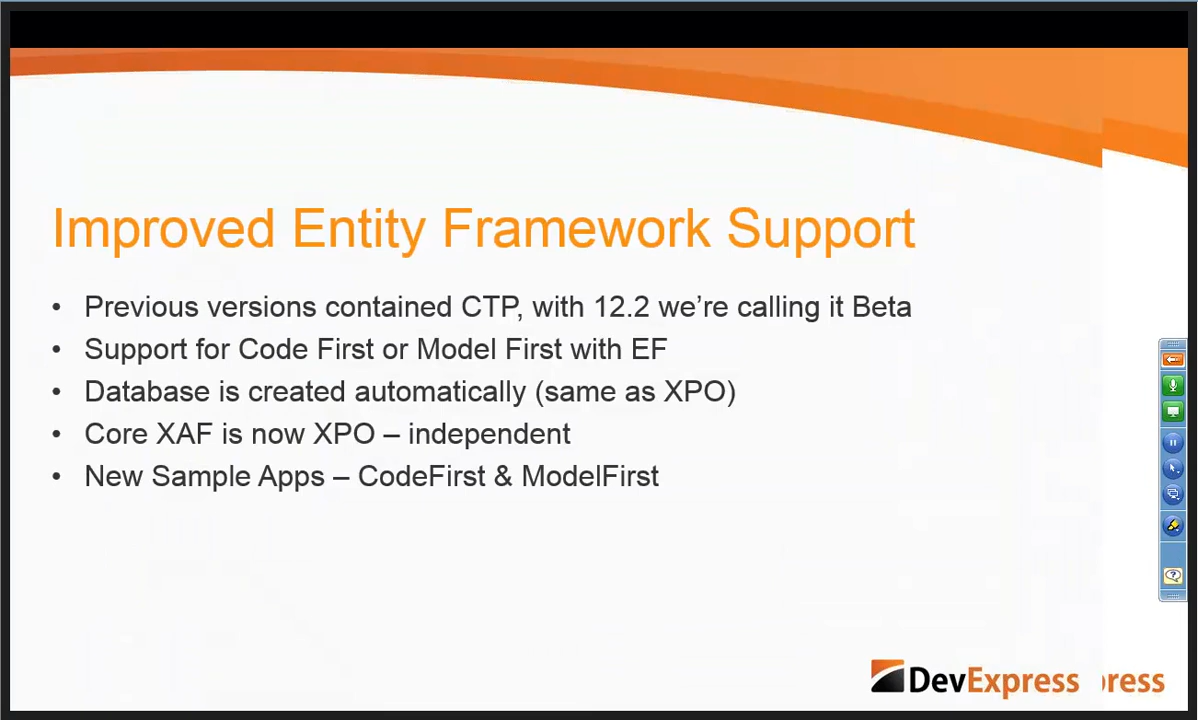 Improved Entity Framework Support
• Previous versions contained CTP, with 12.2 we're calling it Beta
• Support for Code First or Model First with EF
• Database is created automatically (same as XPO)
• Core XAF is now XPO – independent
• New Sample Apps – CodeFirst & ModelFirst
DevExpress press